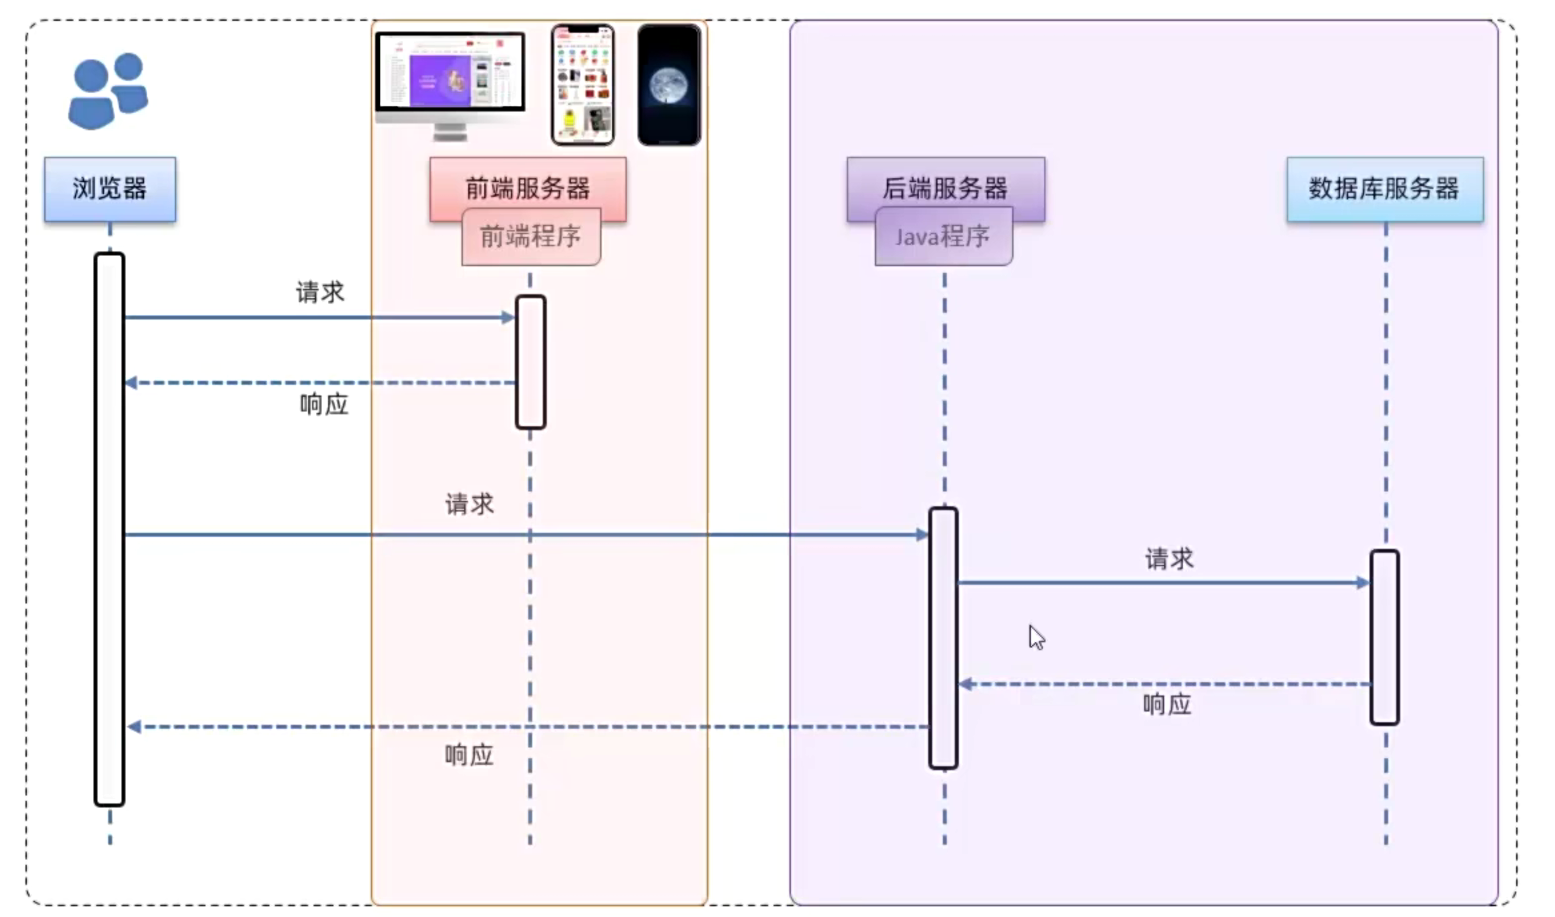 浏览器
前端服务器
后端服务器
数据库服务器
前端程序
Java程序
请求
响应
请求
请求
响应
响应